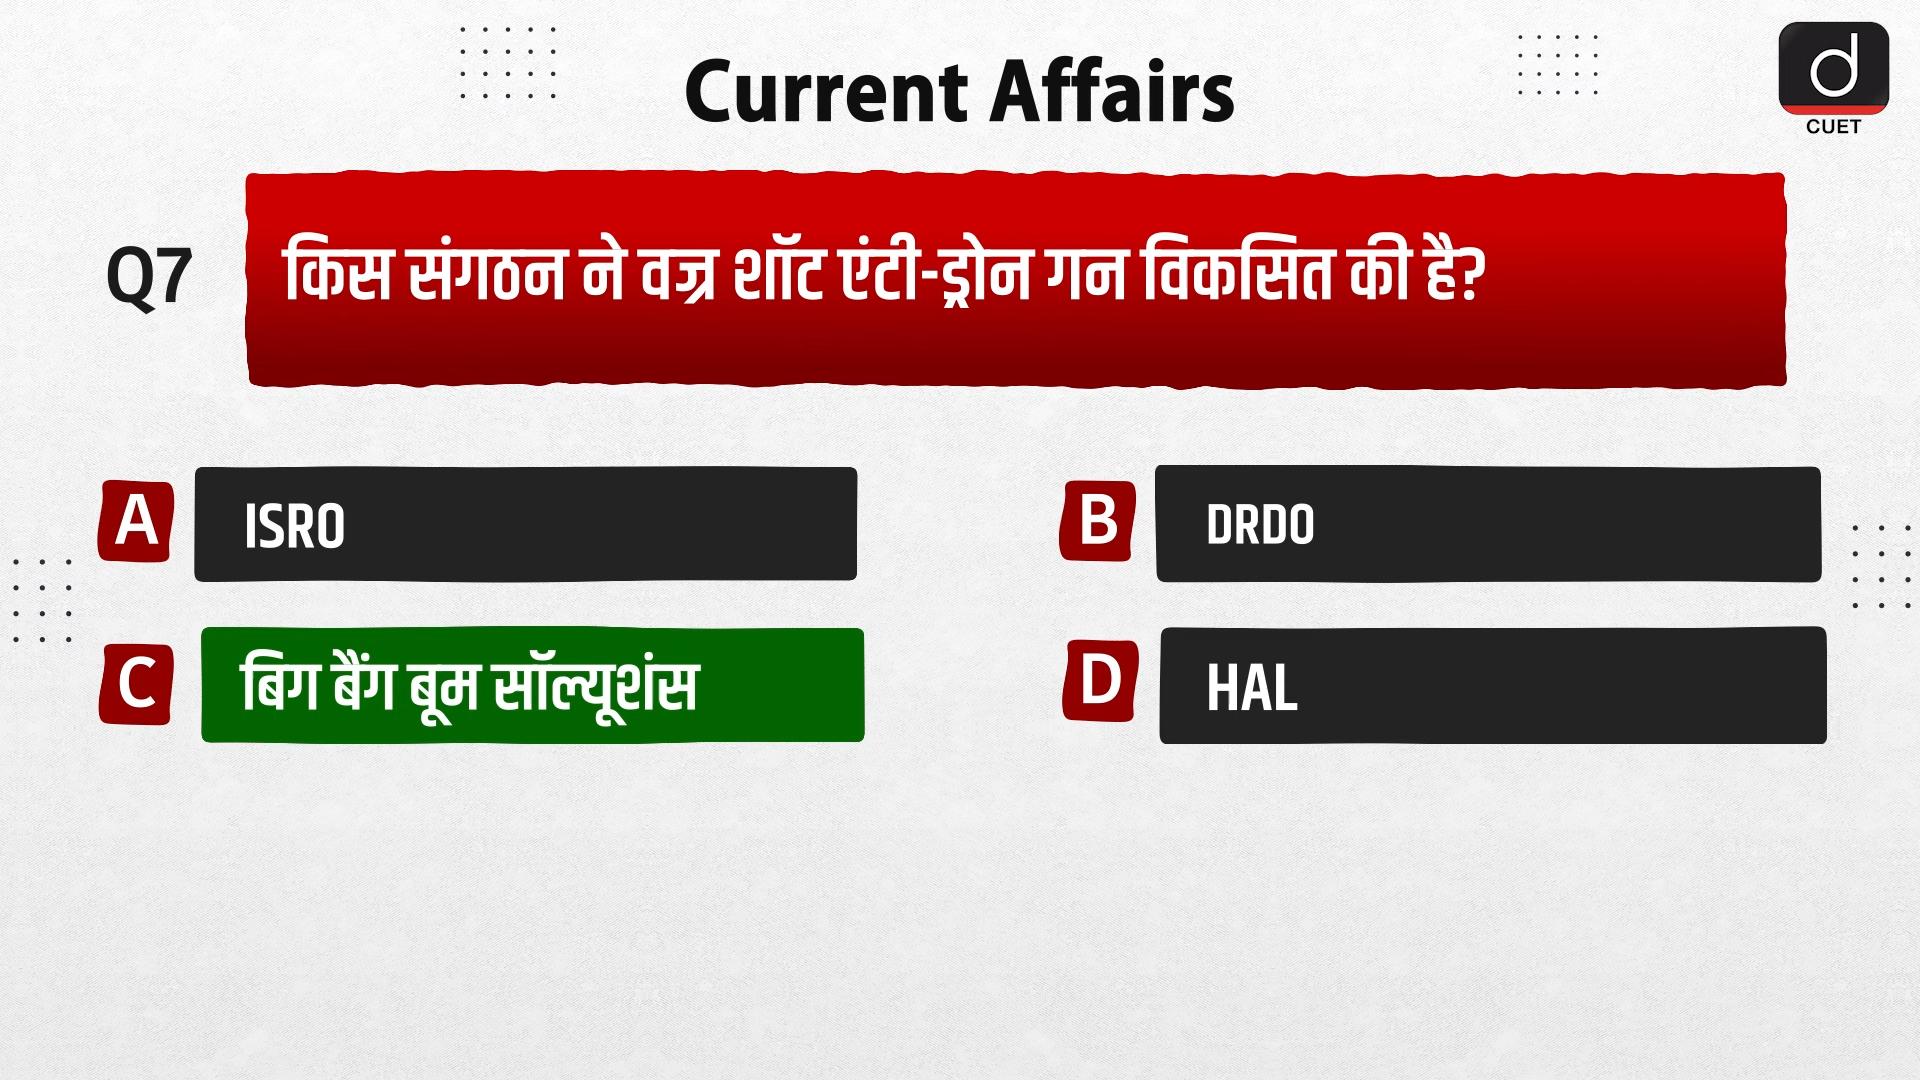 Current Affairs
d
CUET
Q7
किस संगठन ने वज्र शॉट एंटी-ड्रोन गन विकसित की है?
A
ISRO
B
DRDO
C
बिग बैंग बूम सॉल्यूशंस
D
HAL